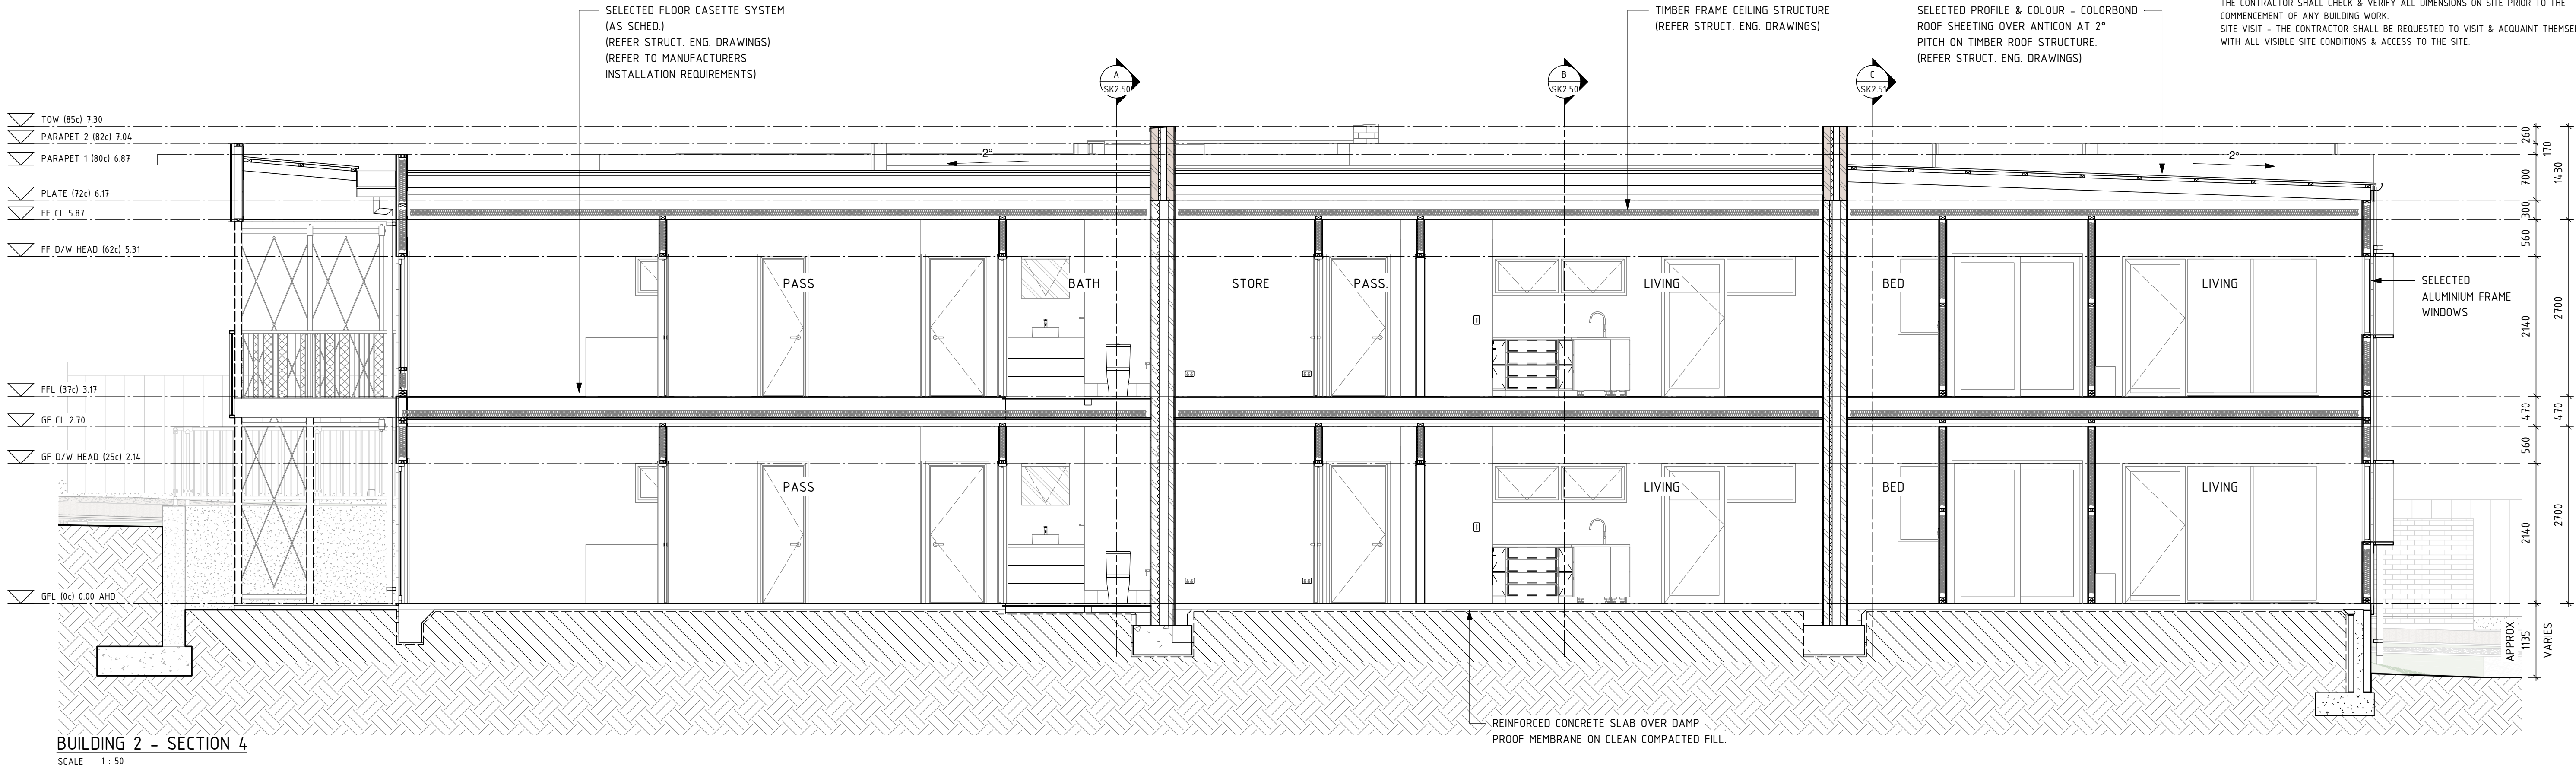 SELECTED FLOOR CASETTE SYSTEM
(AS SCHED.)
(REFER STRUCT. ENG. DRAWINGS)
(REFER TO MANUFACTURERS
INSTALLATION REQUIREMENTS)
TIMBER FRAME CEILING STRUCTURE
(REFER STRUCT. ENG. DRAWINGS)
SELECTED PROFILE & COLOUR - COLORBOND
ROOF SHEETING OVER ANTICON AT 2°
PITCH ON TIMBER ROOF STRUCTURE.
(REFER STRUCT. ENG. DRAWINGS)
THE CONTRACTOR SHALL CHECK & VERIFY ALL DIMENSIONS ON SITE PRIOR TO THE
COMMENCEMENT OF ANY BUILDING WORK.
SITE VISIT - THE CONTRACTOR SHALL BE REQUESTED TO VISIT & ACQUAINT THEMSEL
WITH ALL VISIBLE SITE CONDITIONS & ACCESS TO THE SITE.
A
SK2.50
B
SK2.50
C
SK2.51
TOW (85c) 7.30
PARAPET 2 (82c) 7.04
PARAPET 1 (80c) 6.87
PLATE (72c) 6.17
FF CL 5.87
FF D/W HEAD (62c) 5.31
FFL (37c) 3.17
GF CL 2.70
GF D/W HEAD (25c) 2.14
GFL (0c) 0.00 AHD
2°
2°
PASS
BATH
STORE
PASS.
LIVING
BED
LIVING
SELECTED
ALUMINIUM FRAME
WINDOWS
PASS
LIVING
BED
LIVING
260
170
700
1430
300
560
2140
2700
470
470
560
2140
2700
APPROX.
1135
VARIES
REINFORCED CONCRETE SLAB OVER DAMP
PROOF MEMBRANE ON CLEAN COMPACTED FILL.
BUILDING 2 - SECTION 4
SCALE 1 : 50